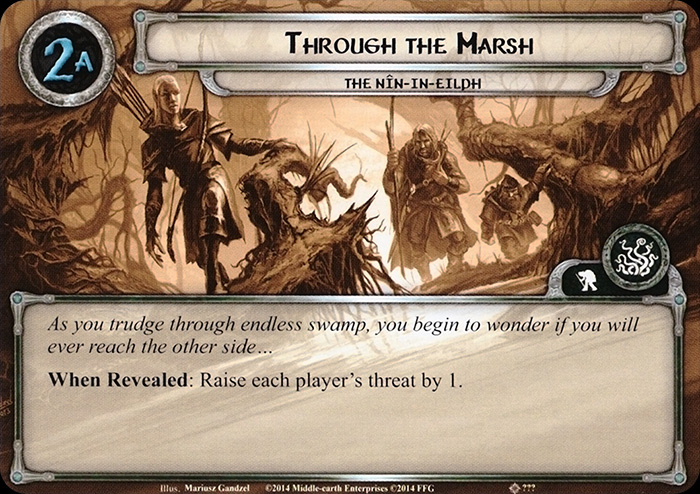 2A
THROUGH THE MARSH
THE NÎN-IN-EILPH
As you trudge through endless swamp, you begin to wonder if you will
ever reach the other side…
When Revealed: Raise each player's threat by 1.
Illus. Mariusz Gandzel ©2014 Middle-earth Enterprises ©2014 FFG ???